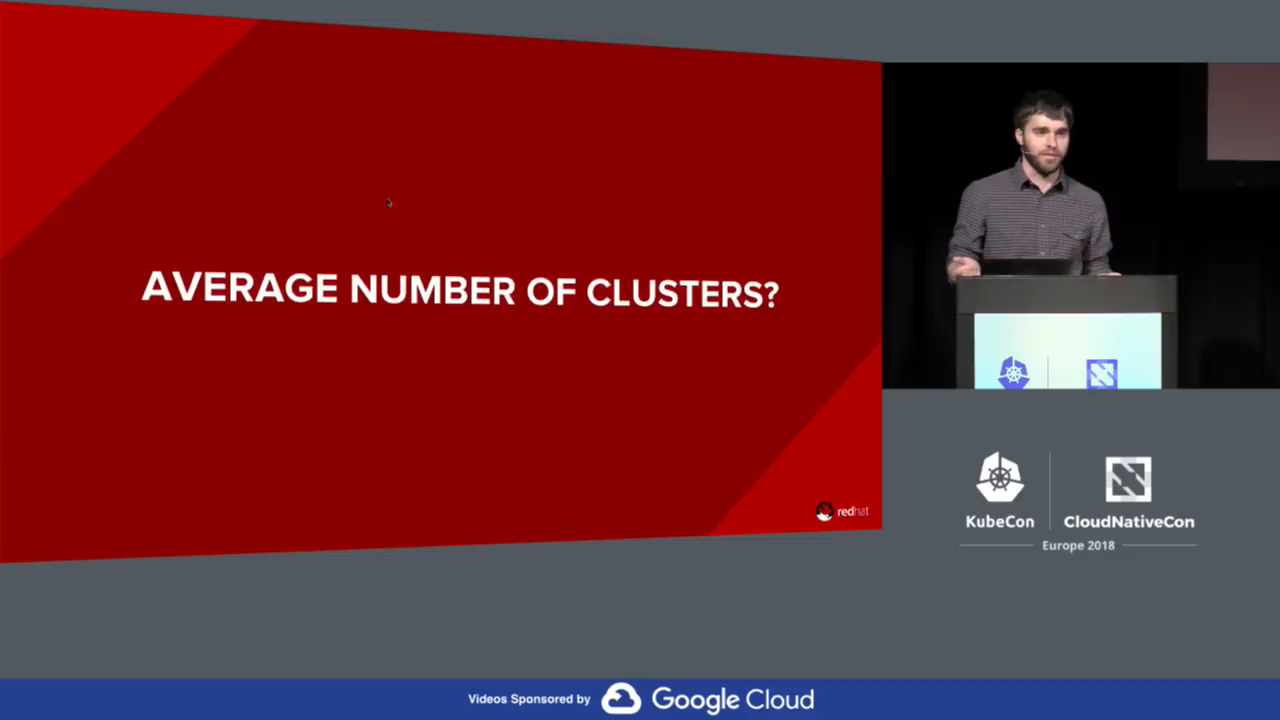 AVERAGE NUMBER OF CLUSTERS?
redhat
KubeCon
CloudNativeCon
Europe 2018
Videos Sponsored by Google Cloud